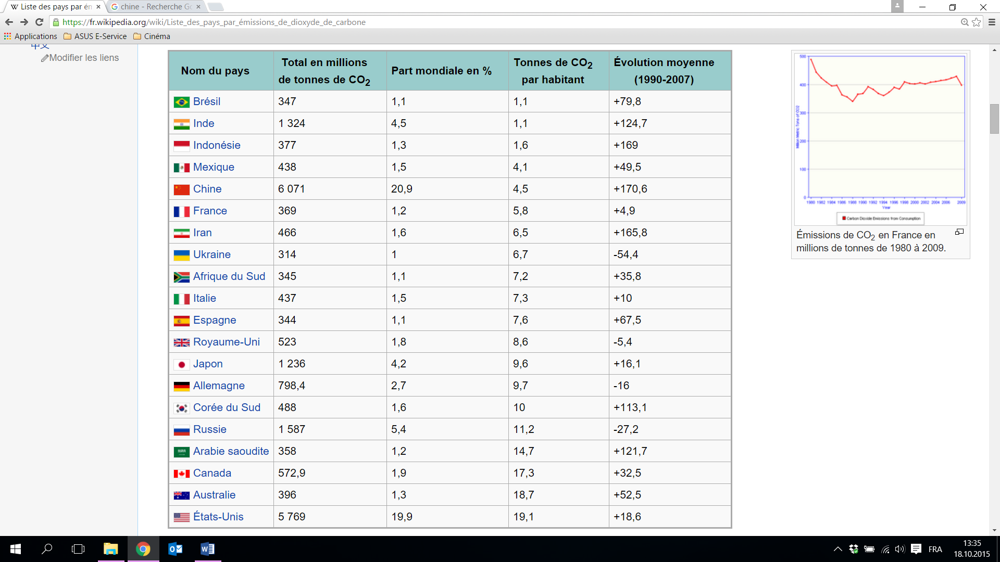 Liste des pays par ém
chine - Recherche Go
https://fr.wikipedia.org/wiki/Liste_des_pays_par_émissions_de_dioxyde_de_carbone
Applications ASUS E-Service Cinéma
中文
Modifier les liens
Nom du pays Total en millions de tonnes de CO2 Part mondiale en % Tonnes de CO2 par habitant Évolution moyenne (1990-2007)
Brésil 347 1,1 1,1 +79,8
Inde 1 324 4,5 1,1 +124,7
Indonésie 377 1,3 1,6 +169
Mexique 438 1,5 4,1 +49,5
Chine 6 071 20,9 4,5 +170,6
France 369 1,2 5,8 +4,9
Iran 466 1,6 6,5 +165,8
Ukraine 314 1 6,7 -54,4
Afrique du Sud 345 1,1 7,2 +35,8
Italie 437 1,5 7,3 +10
Espagne 344 1,1 7,6 +67,5
Royaume-Uni 523 1,8 8,6 -5,4
Japon 1 236 4,2 9,6 +16,1
Allemagne 798,4 2,7 9,7 -16
Corée du Sud 488 1,6 10 +113,1
Russie 1 587 5,4 11,2 -27,2
Arabie saoudite 358 1,2 14,7 +121,7
Canada 572,9 1,9 17,3 +32,5
Australie 396 1,3 18,7 +52,5
États-Unis 5 769 19,9 19,1 +18,6
500
400
300
200
100
0
Million Metric Tons of CO2
1980 1982 1984 1986 1988 1990 1992 1994 1996 1998 2000 2002 2004 2006 2009
Year
Carbon Dioxide Emissions from Consumption
Émissions de CO2 en France en
millions de tonnes de 1980 à 2009.
FRA
13:35
18.10.2015